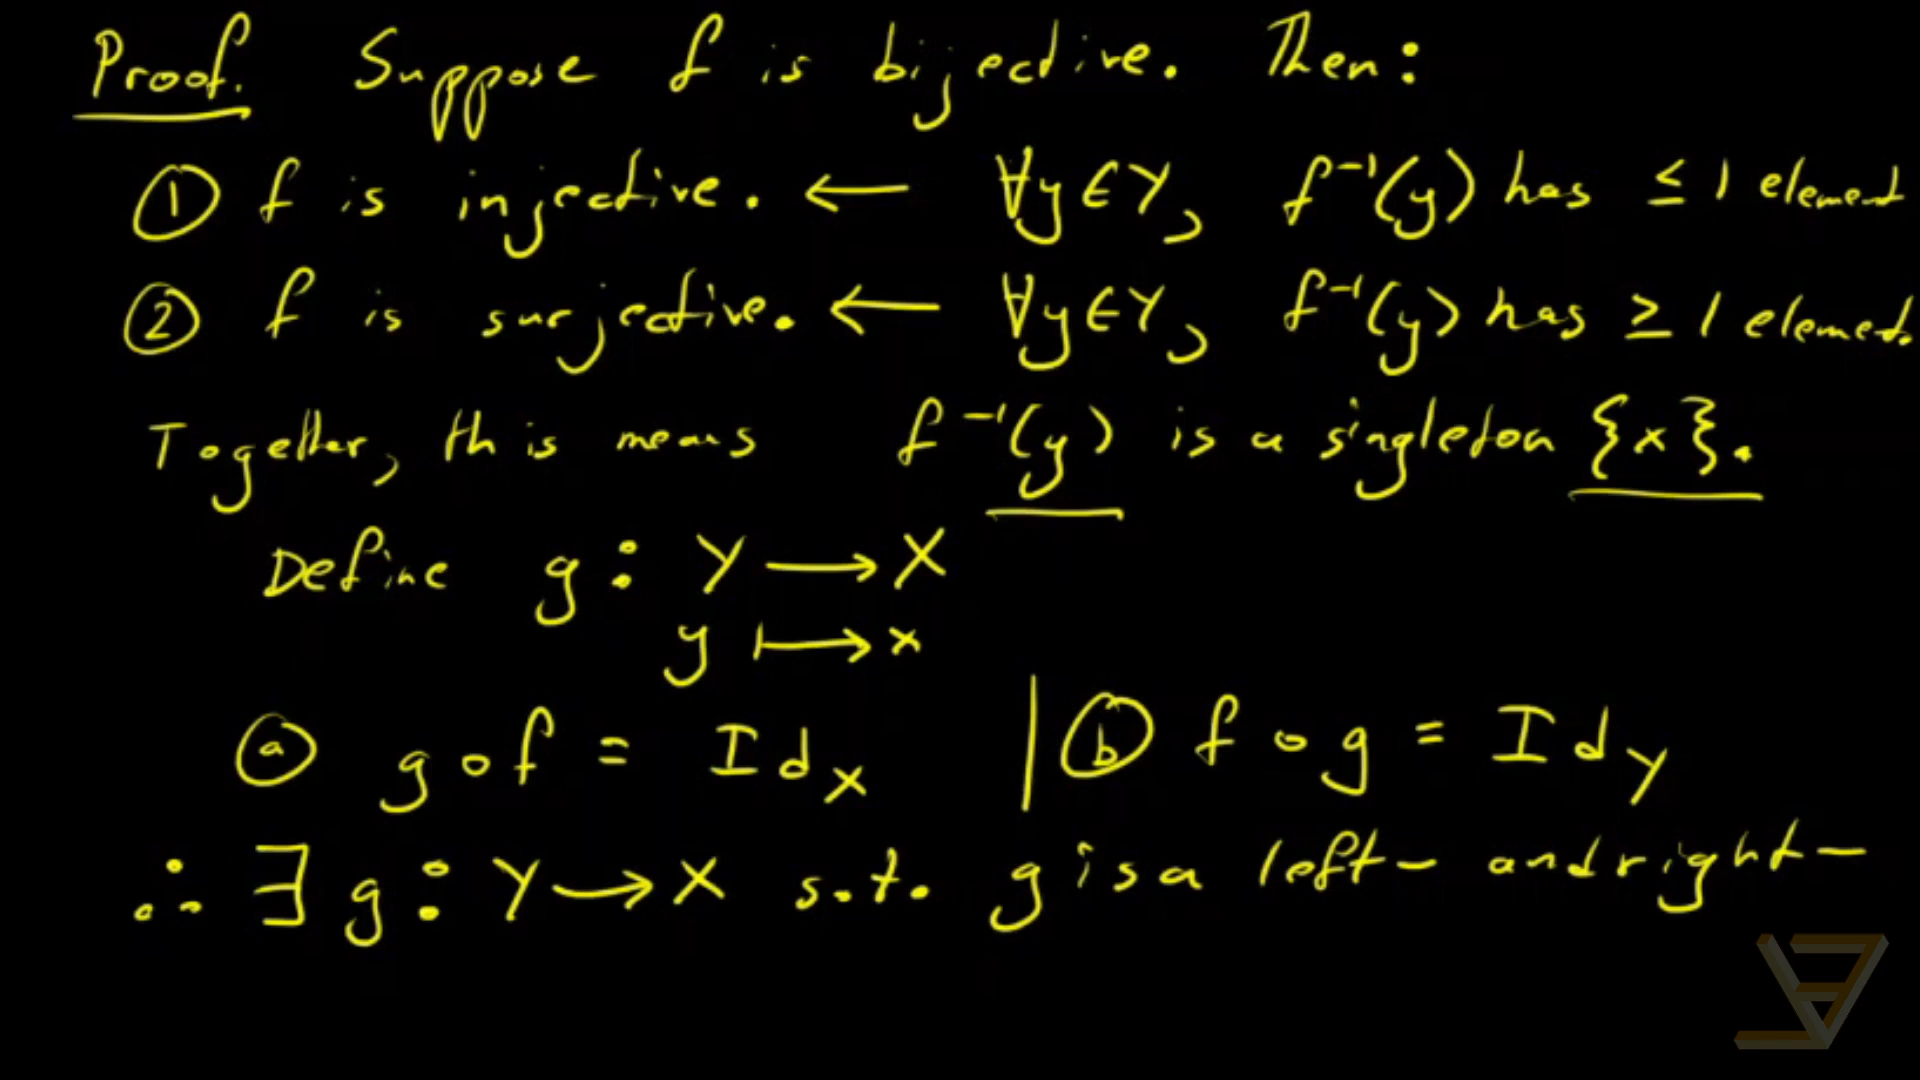 Proof. Suppose f is bijective. Then:
① f is injective. ← ∀y∈Y, f⁻¹(y) has ≤ 1 element
② f is surjective. ← ∀y∈Y, f⁻¹(y) has ≥ 1 element.
Together, this means f⁻¹(y) is a singleton {x}.
Define g: Y → X
y ↦ x
ⓐ g∘f = Id_X | ⓑ f∘g = Id_Y
∴ ∃ g: Y → X s.t. g is a left- and right-